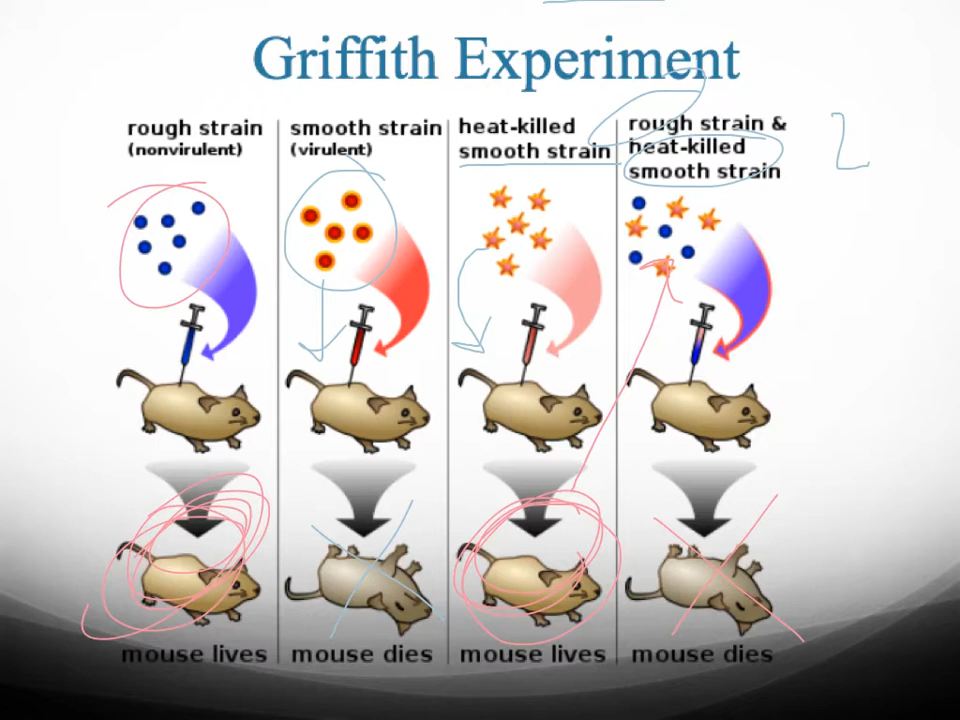 Griffith Experiment
rough strain
(nonvirulent)
smooth strain
(virulent)
heat-killed
smooth strain
rough strain &
heat-killed
smooth strain
2
mouse lives
mouse dies
mouse lives
mouse dies